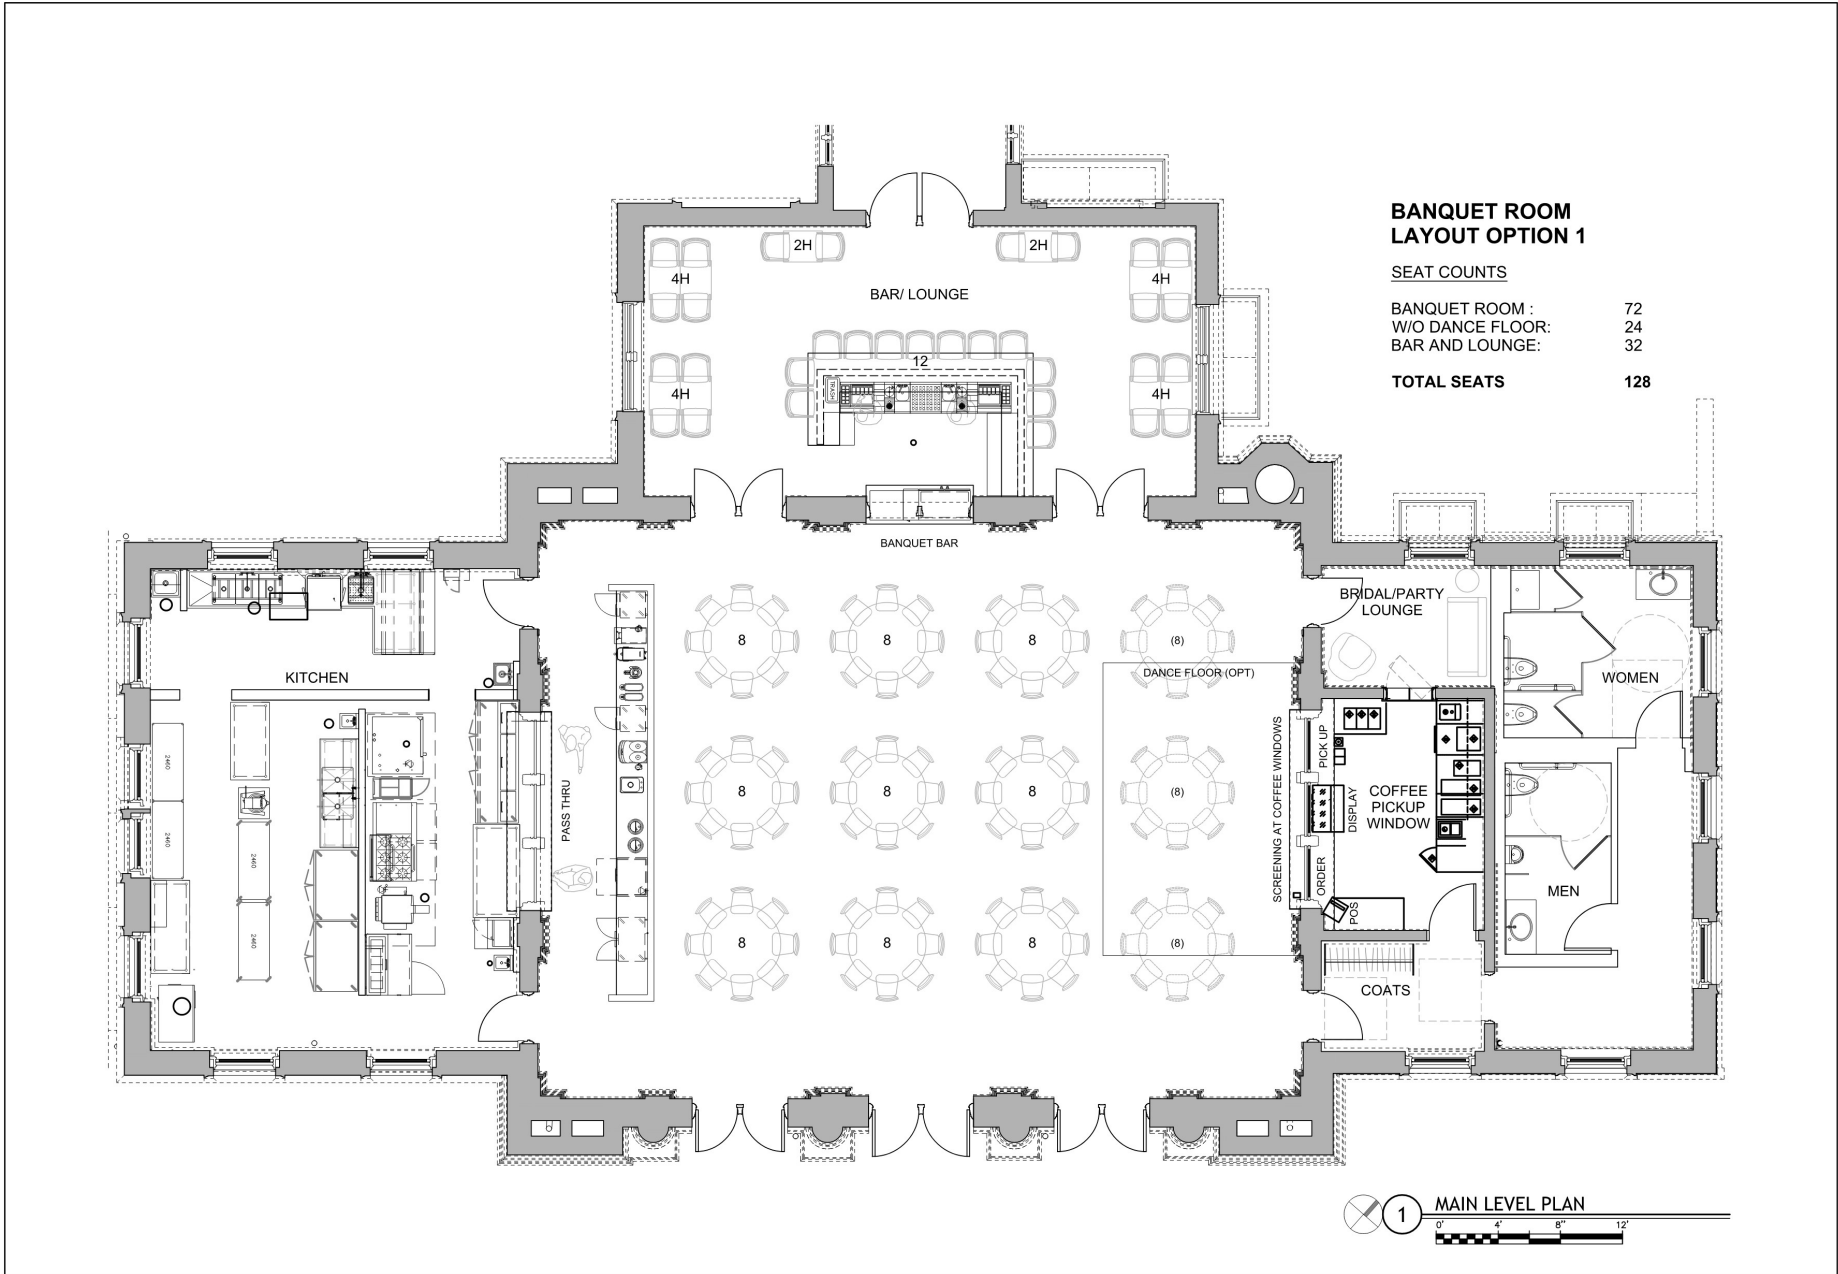 BANQUET ROOM
LAYOUT OPTION 1
SEAT COUNTS
BANQUET ROOM : 72
W/O DANCE FLOOR: 24
BAR AND LOUNGE: 32
TOTAL SEATS 128
2H 2H
4H 4H
BAR/ LOUNGE
12
TRASH
4H 4H
BANQUET BAR
BRIDAL/PARTY
LOUNGE
8 8 8 (8)
DANCE FLOOR (OPT)
KITCHEN
WOMEN
2460
2460
2460
2460
PASS THRU
8 8 8 (8)
SCREENING AT COFFEE WINDOWS
PICK UP
DISPLAY
ORDER
POS
COFFEE
PICKUP
WINDOW
MEN
8 8 8 (8)
COATS
1
MAIN LEVEL PLAN
0' 4' 8" 12'